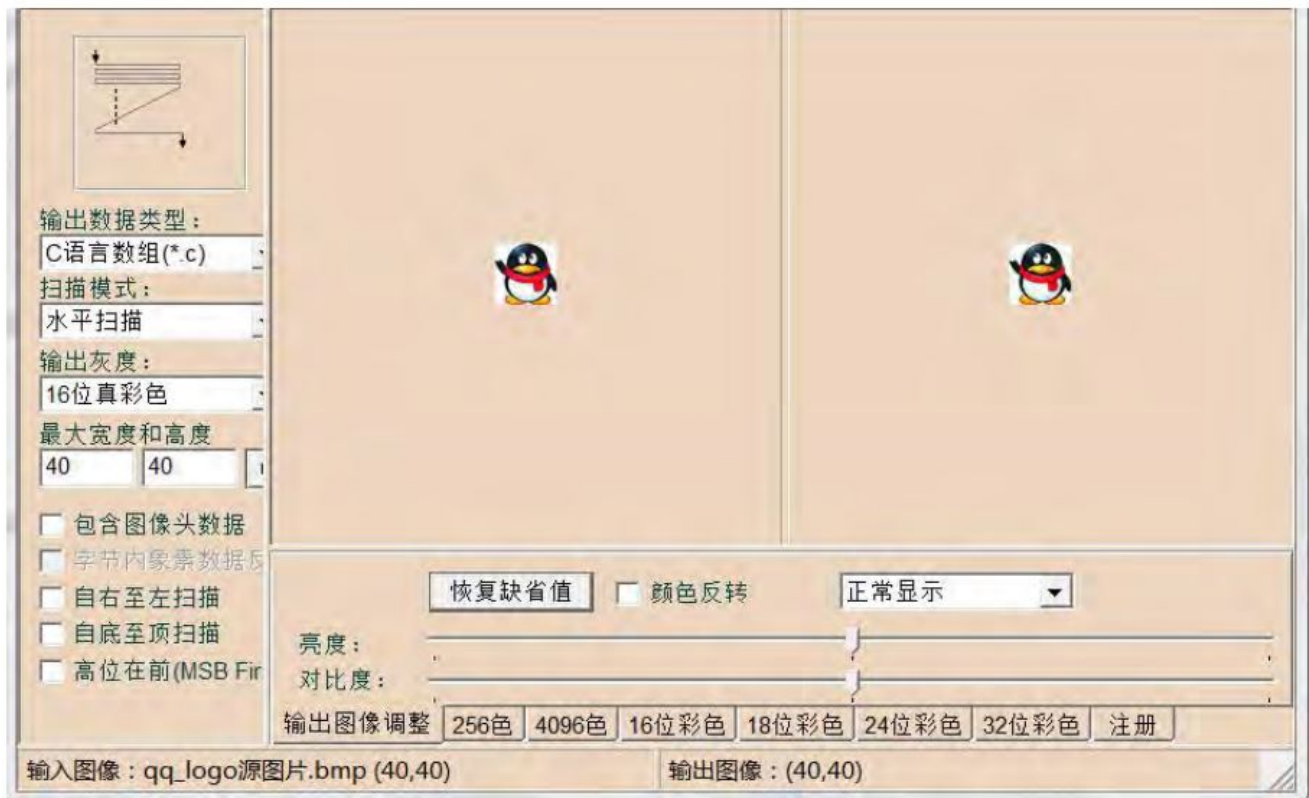 输出数据类型：
C语言数组(*.c)
扫描模式：
水平扫描
输出灰度：
16位真彩色
最大宽度和高度
40 40
包含图像头数据
字节内象素数据反
自右至左扫描
自底至顶扫描
高位在前(MSB Fir
恢复缺省值 颜色反转 正常显示
亮度：
对比度：
输出图像调整 256色 4096色 16位彩色 18位彩色 24位彩色 32位彩色 注册
输入图像：qq_logo源图片.bmp (40,40) 输出图像：(40,40)